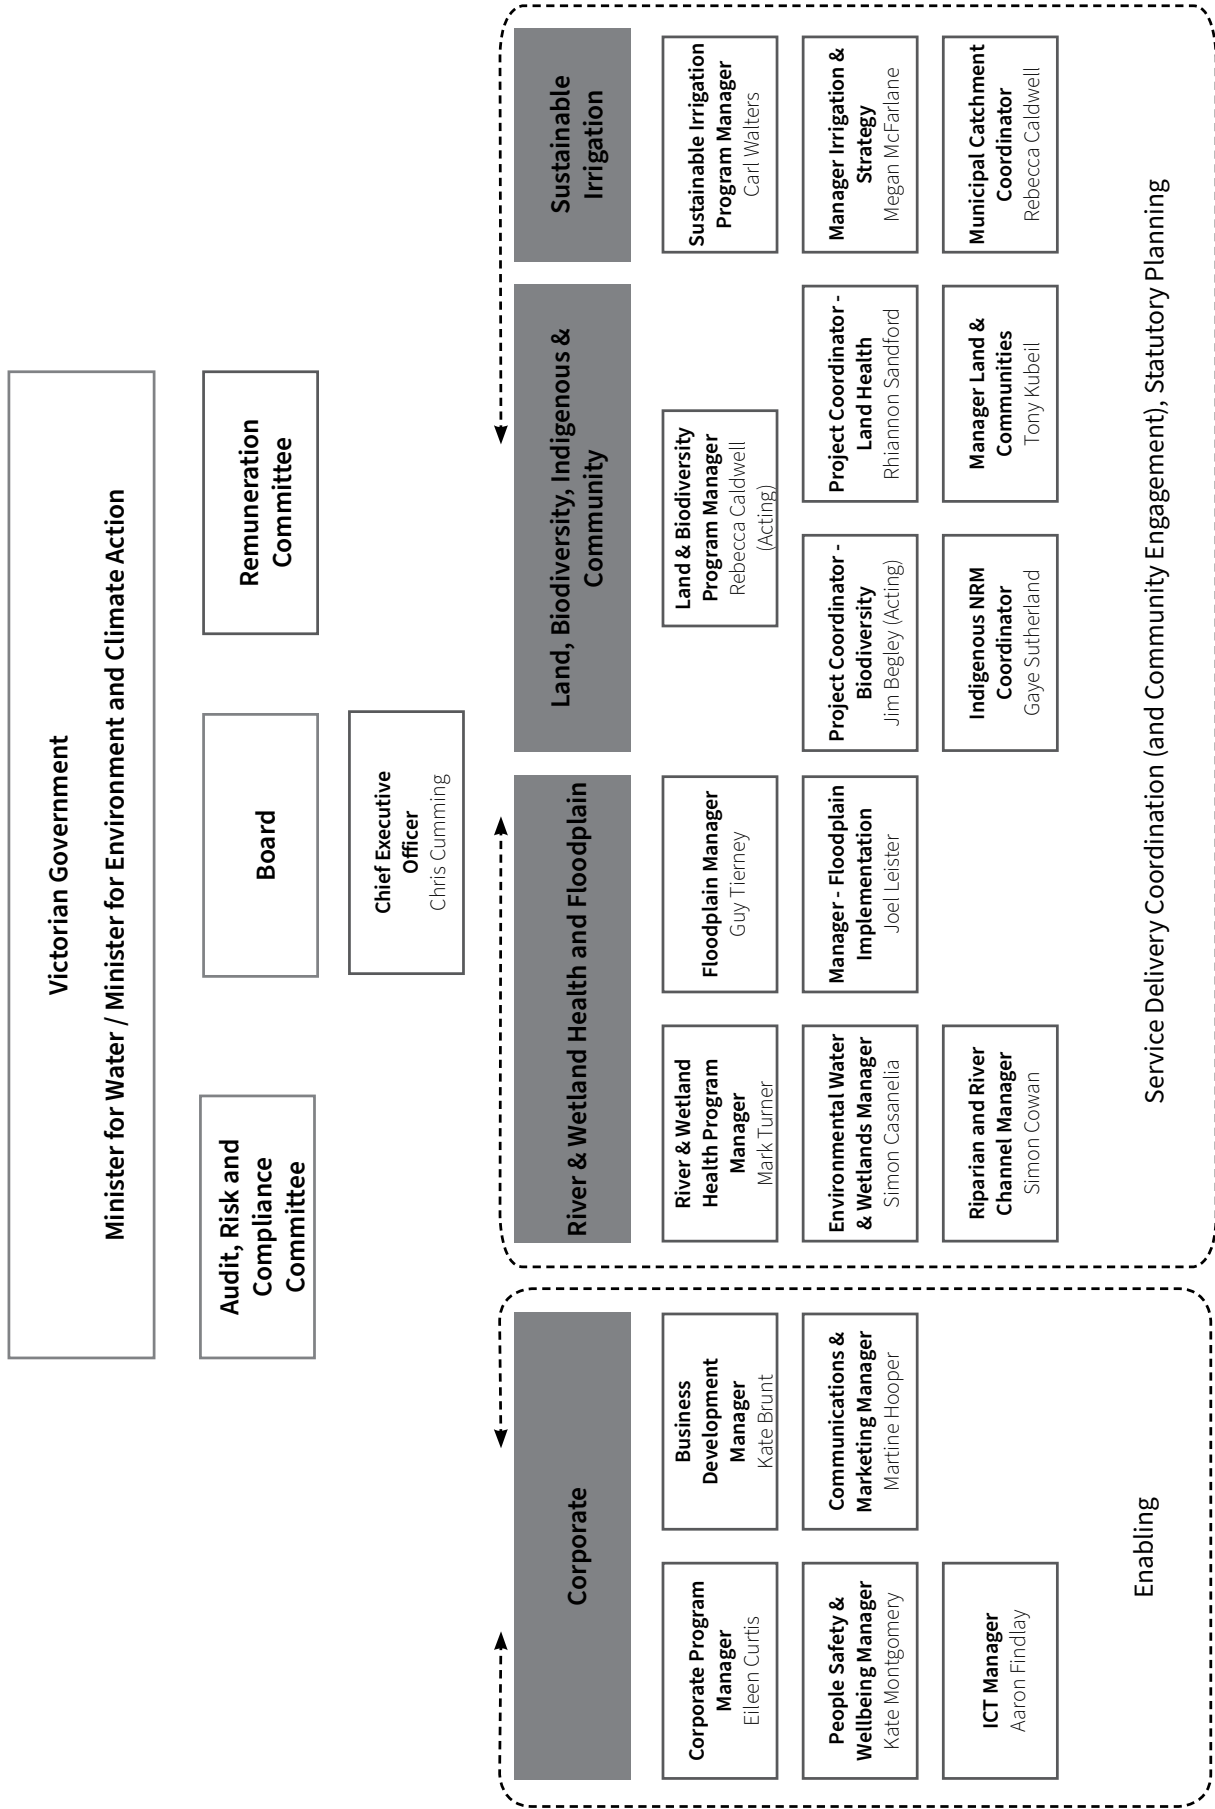 Victorian Government
Minister for Water / Minister for Environment and Climate Action
Audit, Risk and
Compliance
Committee
Board
Remuneration
Committee
Chief Executive
Officer
Chris Cumming
Corporate
Corporate Program
Manager
Eileen Curtis
Business
Development
Manager
Kate Brunt
People Safety &
Wellbeing Manager
Kate Montgomery
Communications &
Marketing Manager
Martine Hooper
ICT Manager
Aaron Findlay
Enabling
River & Wetland Health and Floodplain
River & Wetland
Health Program
Manager
Mark Turner
Floodplain Manager
Guy Tierney
Environmental Water
& Wetlands Manager
Simon Casanelia
Manager - Floodplain
Implementation
Joel Leister
Riparian and River
Channel Manager
Simon Cowan
Land, Biodiversity, Indigenous &
Community
Land & Biodiversity
Program Manager
Rebecca Caldwell
(Acting)
Project Coordinator -
Biodiversity
Jim Begley (Acting)
Project Coordinator -
Land Health
Rhiannon Sandford
Indigenous NRM
Coordinator
Gaye Sutherland
Manager Land &
Communities
Tony Kubeil
Sustainable
Irrigation
Sustainable Irrigation
Program Manager
Carl Walters
Manager Irrigation &
Strategy
Megan McFarlane
Municipal Catchment
Coordinator
Rebecca Caldwell
Service Delivery Coordination (and Community Engagement), Statutory Planning